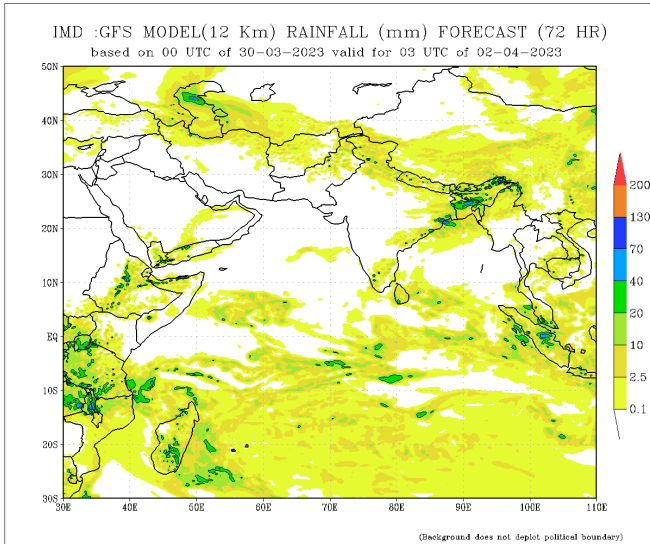 IMD :GFS MODEL(12 Km) RAINFALL (mm) FORECAST (72 HR)
based on 00 UTC of 30-03-2023 valid for 03 UTC of 02-04-2023
50N
40N
30N
20N
10N
EQ
10S
20S
30S
30E 40E 50E 60E 70E 80E 90E 100E 110E
200
130
70
40
20
10
2.5
0.1
(Background does not depict political boundary)